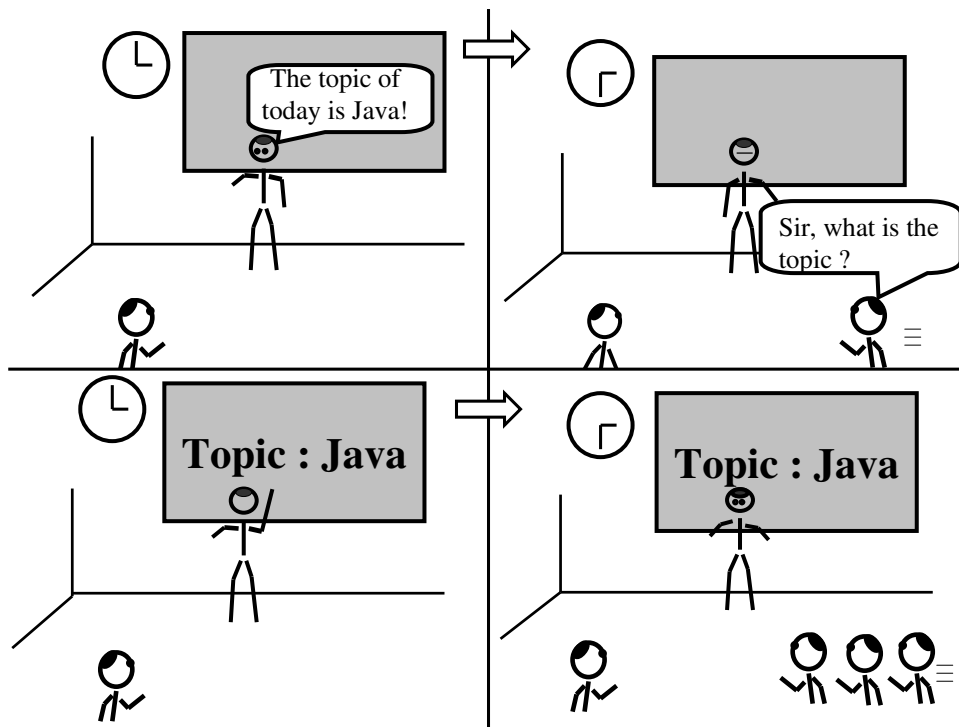 The topic of
today is Java!
Sir, what is the
topic ?
Topic : Java
Topic : Java